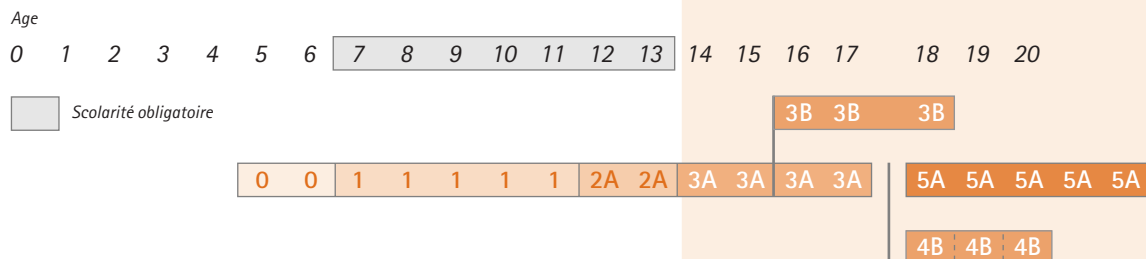 Age
0 1 2 3 4 5 6 7 8 9 10 11 12 13 14 15 16 17 18 19 20
Scolarité obligatoire
3B 3B 3B
0 0 1 1 1 1 1 2A 2A 3A 3A 3A 3A 5A 5A 5A 5A 5A
4B 4B 4B